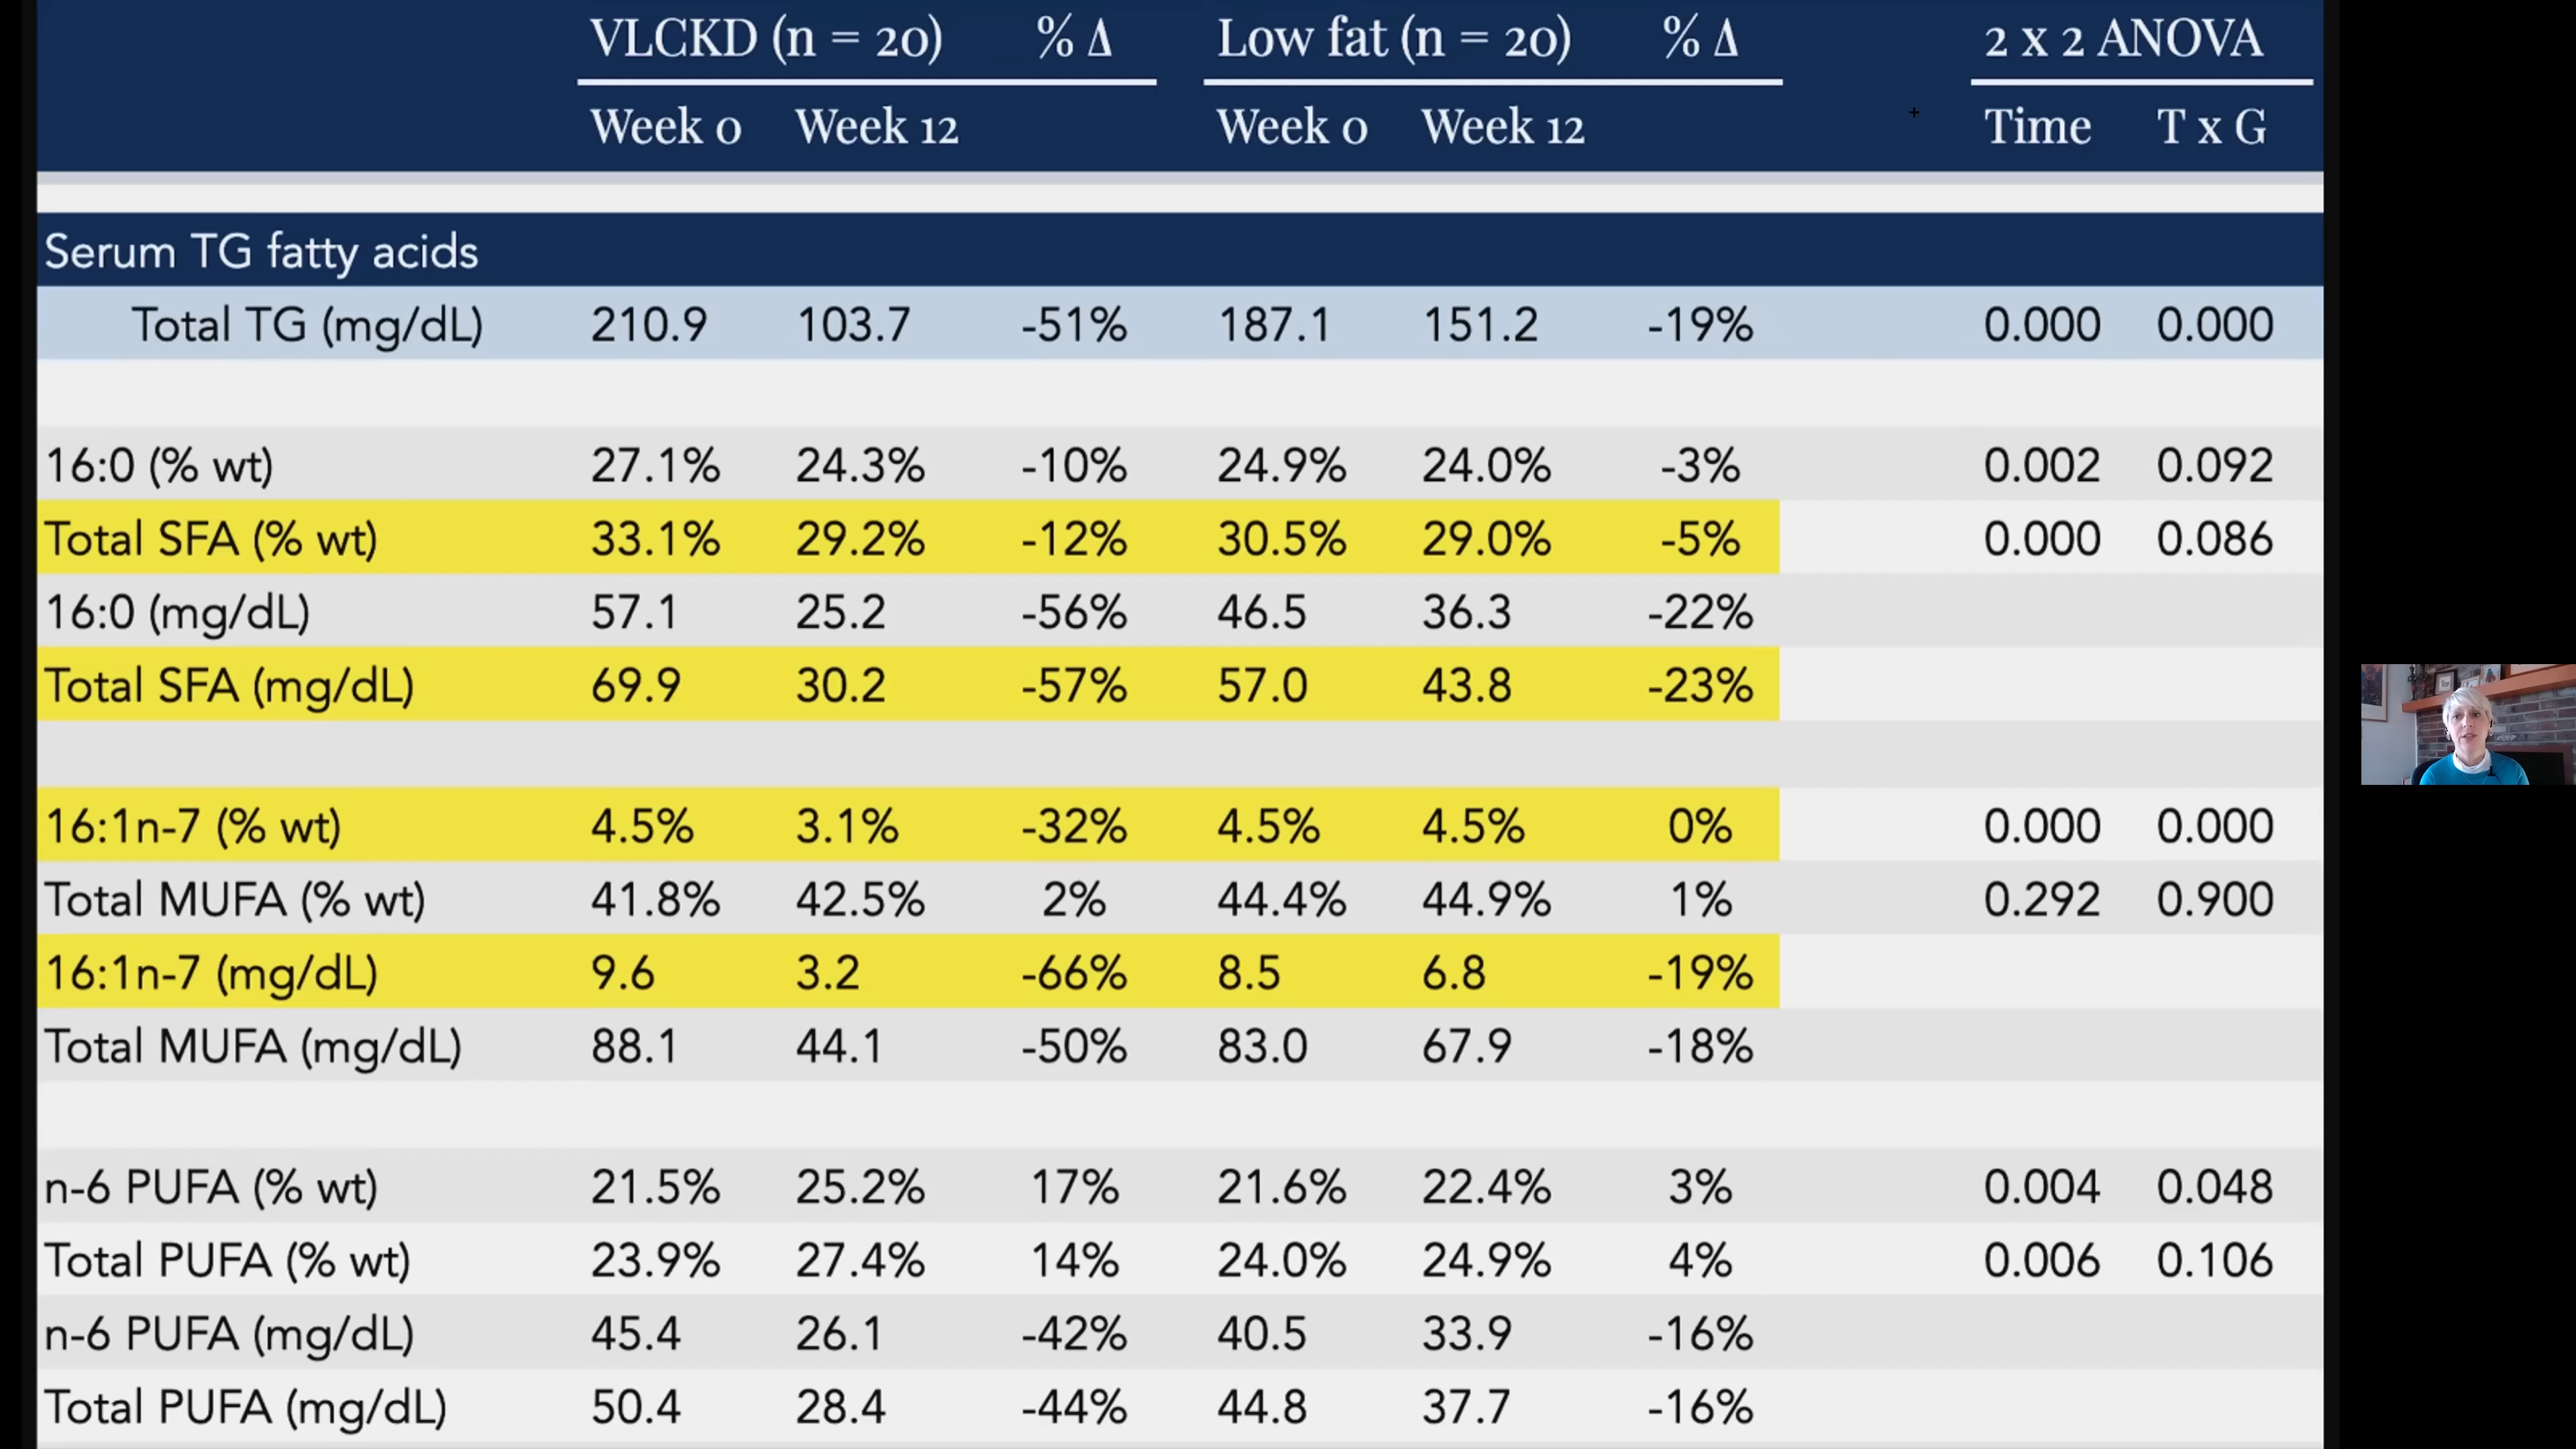 VLCKD (n = 20) % Δ Low fat (n = 20) % Δ 2 x 2 ANOVA
Week 0 Week 12 Week 0 Week 12 Time T x G
Serum TG fatty acids
Total TG (mg/dL) 210.9 103.7 -51% 187.1 151.2 -19% 0.000 0.000
16:0 (% wt) 27.1% 24.3% -10% 24.9% 24.0% -3% 0.002 0.092
Total SFA (% wt) 33.1% 29.2% -12% 30.5% 29.0% -5% 0.000 0.086
16:0 (mg/dL) 57.1 25.2 -56% 46.5 36.3 -22%
Total SFA (mg/dL) 69.9 30.2 -57% 57.0 43.8 -23%
16:1n-7 (% wt) 4.5% 3.1% -32% 4.5% 4.5% 0% 0.000 0.000
Total MUFA (% wt) 41.8% 42.5% 2% 44.4% 44.9% 1% 0.292 0.900
16:1n-7 (mg/dL) 9.6 3.2 -66% 8.5 6.8 -19%
Total MUFA (mg/dL) 88.1 44.1 -50% 83.0 67.9 -18%
n-6 PUFA (% wt) 21.5% 25.2% 17% 21.6% 22.4% 3% 0.004 0.048
Total PUFA (% wt) 23.9% 27.4% 14% 24.0% 24.9% 4% 0.006 0.106
n-6 PUFA (mg/dL) 45.4 26.1 -42% 40.5 33.9 -16%
Total PUFA (mg/dL) 50.4 28.4 -44% 44.8 37.7 -16%